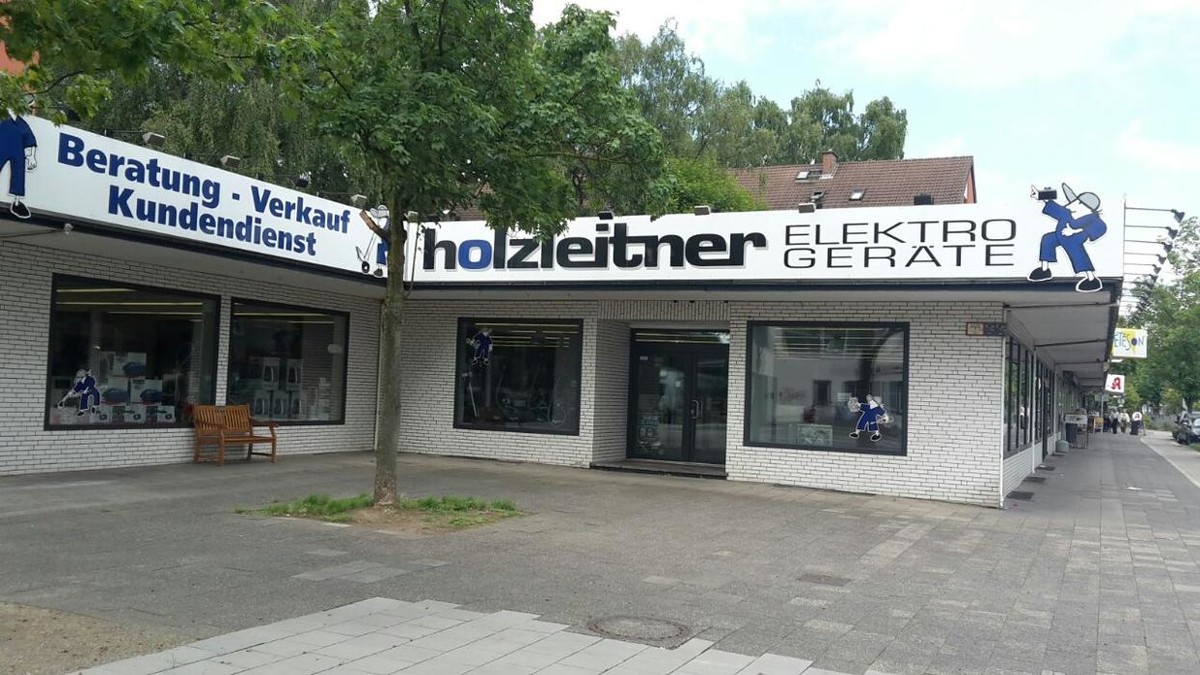 Beratung - Verkauf
Kundendienst
holzleitner
ELEKTRO
GERÄTE